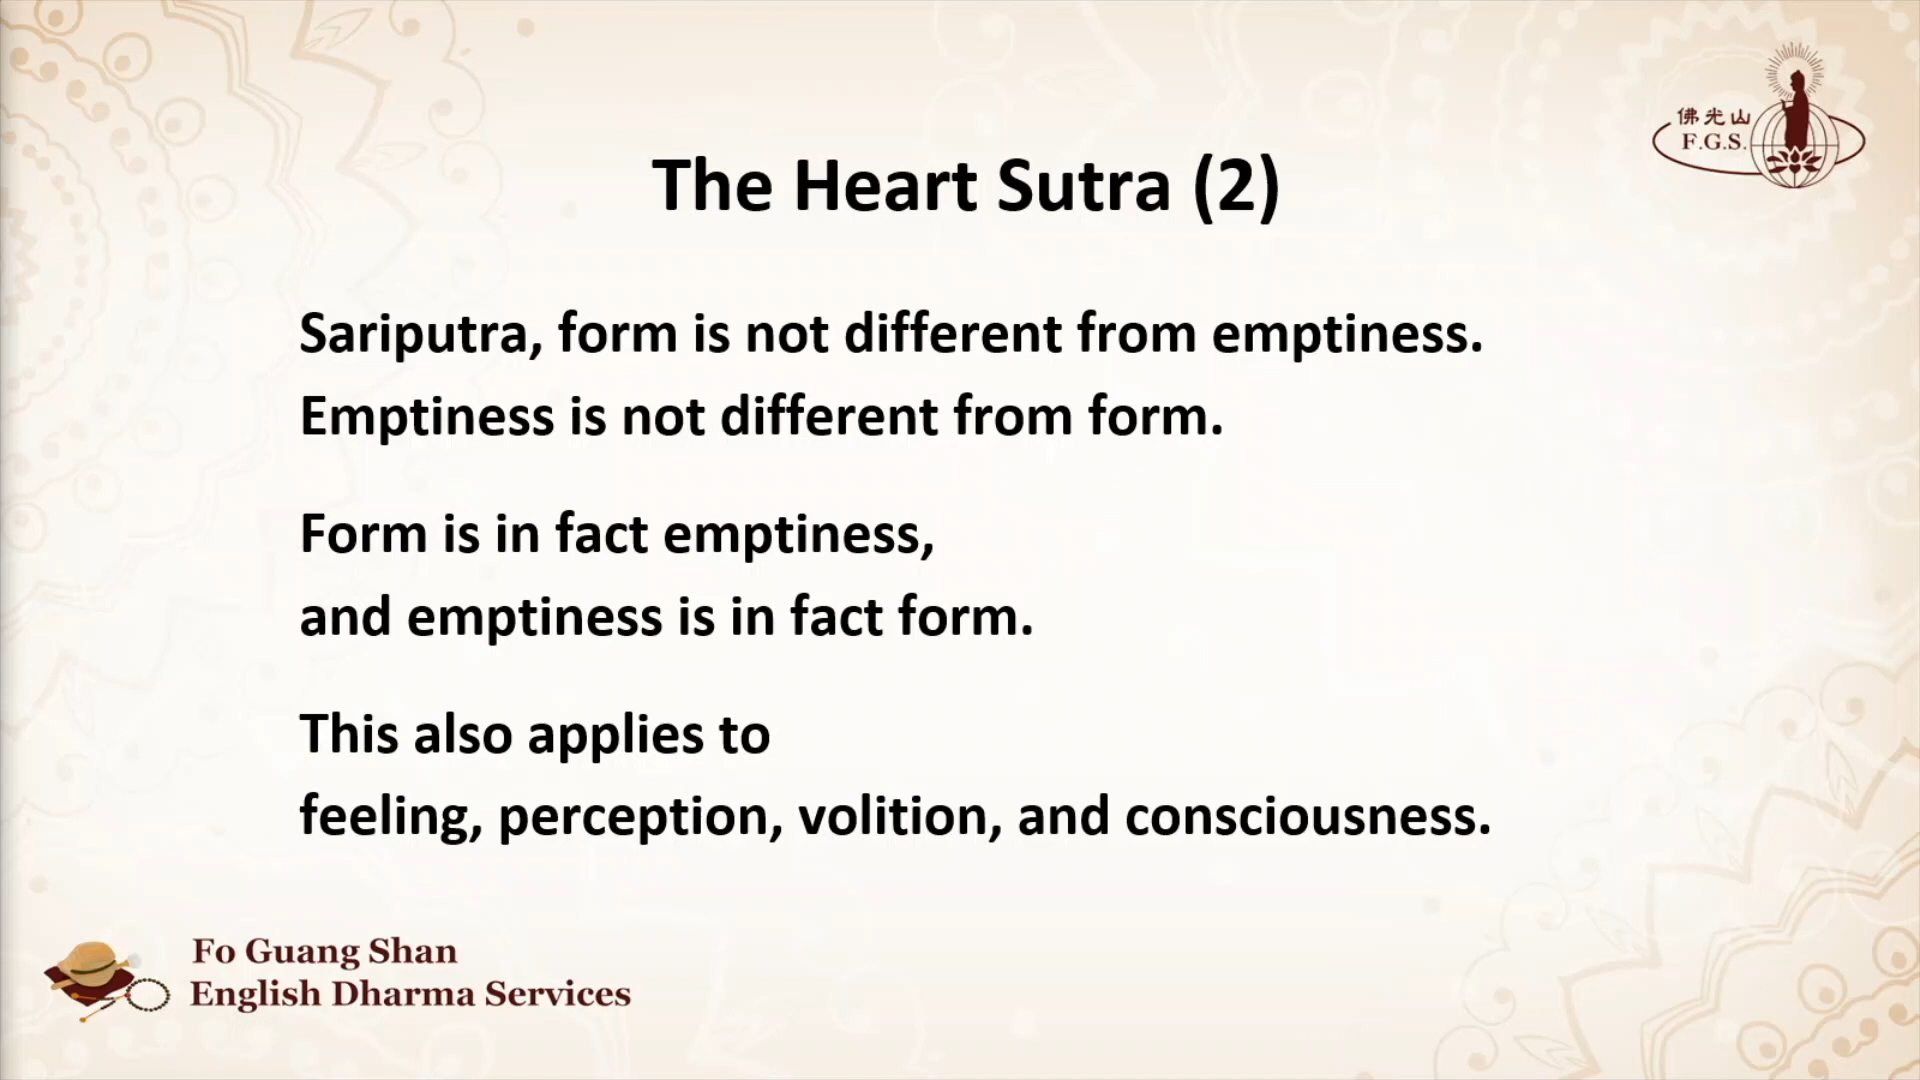 佛光山
F.G.S.
The Heart Sutra (2)
Sariputra, form is not different from emptiness.
Emptiness is not different from form.
Form is in fact emptiness,
and emptiness is in fact form.
This also applies to
feeling, perception, volition, and consciousness.
Fo Guang Shan
English Dharma Services